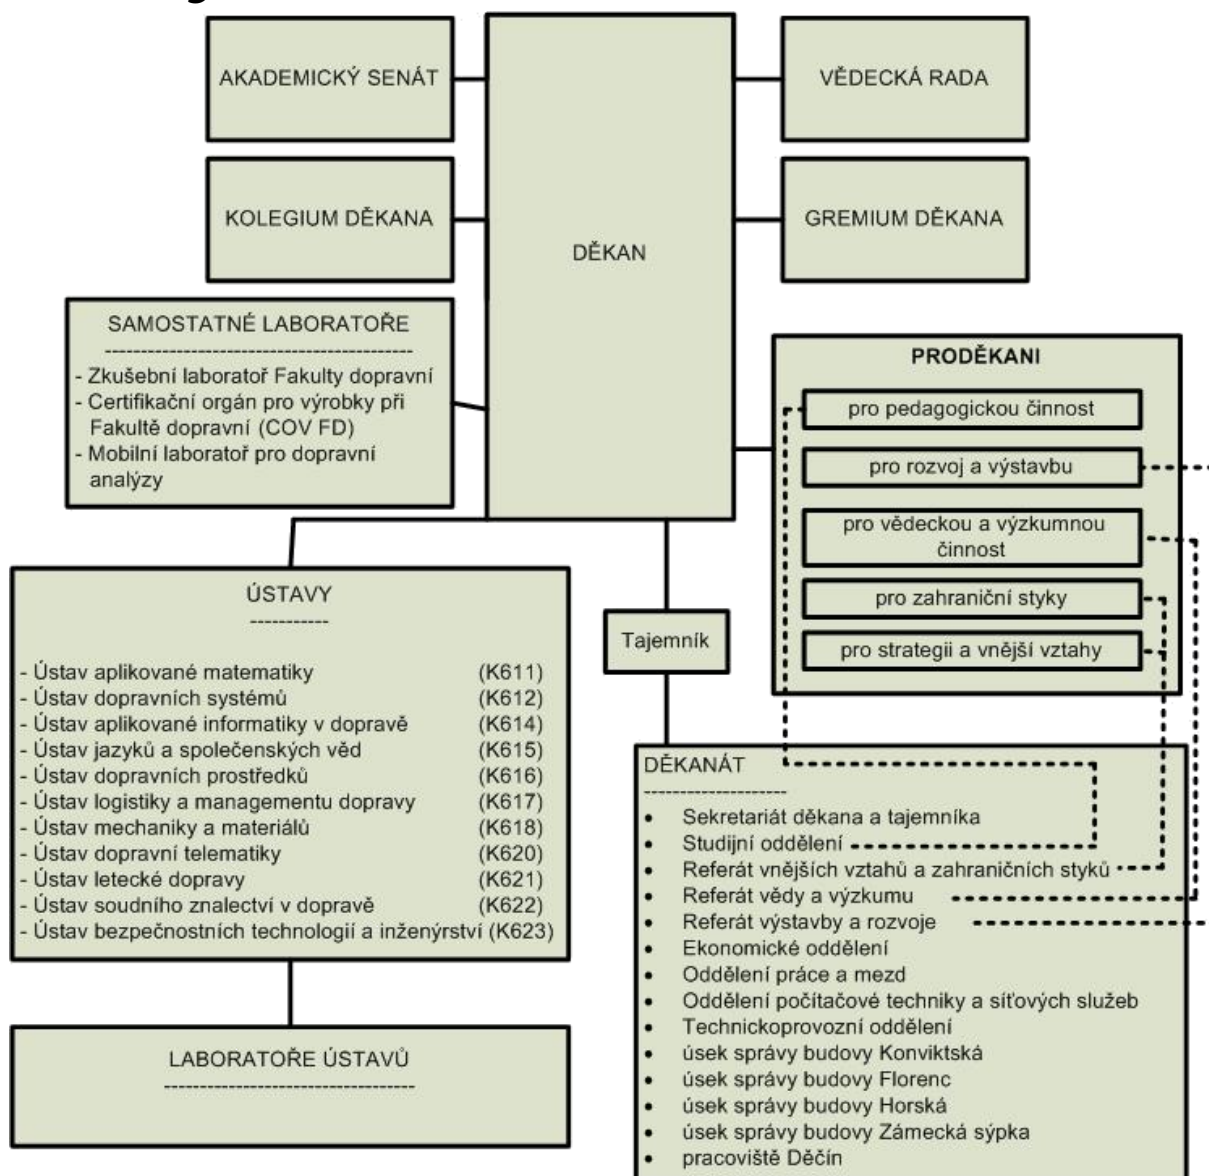 AKADEMICKÝ SENÁT
VĚDECKÁ RADA
KOLEGIUM DĚKANA
GREMIUM DĚKANA
DĚKAN
SAMOSTATNÉ LABORATOŘE
-------------------------------------------
- Zkušební laboratoř Fakulty dopravní
- Certifikační orgán pro výrobky při
Fakultě dopravní (COV FD)
- Mobilní laboratoř pro dopravní
analýzy
PRODĚKANI
pro pedagogickou činnost
pro rozvoj a výstavbu
pro vědeckou a výzkumnou
činnost
pro zahraniční styky
pro strategii a vnější vztahy
Tajemník
ÚSTAVY
-----------
- Ústav aplikované matematiky (K611)
- Ústav dopravních systémů (K612)
- Ústav aplikované informatiky v dopravě (K614)
- Ústav jazyků a společenských věd (K615)
- Ústav dopravních prostředků (K616)
- Ústav logistiky a managementu dopravy (K617)
- Ústav mechaniky a materiálů (K618)
- Ústav dopravní telematiky (K620)
- Ústav letecké dopravy (K621)
- Ústav soudního znalectví v dopravě (K622)
- Ústav bezpečnostních technologií a inženýrství (K623)
LABORATOŘE ÚSTAVŮ
-----------------------------------
DĚKANÁT
--------------------
• Sekretariát děkana a tajemníka
• Studijní oddělení
• Referát vnějších vztahů a zahraničních styků
• Referát vědy a výzkumu
• Referát výstavby a rozvoje
• Ekonomické oddělení
• Oddělení práce a mezd
• Oddělení počítačové techniky a síťových služeb
• Technickoprovozní oddělení
• úsek správy budovy Konviktská
• úsek správy budovy Florenc
• úsek správy budovy Horská
• úsek správy budovy Zámecká sýpka
• pracoviště Děčín